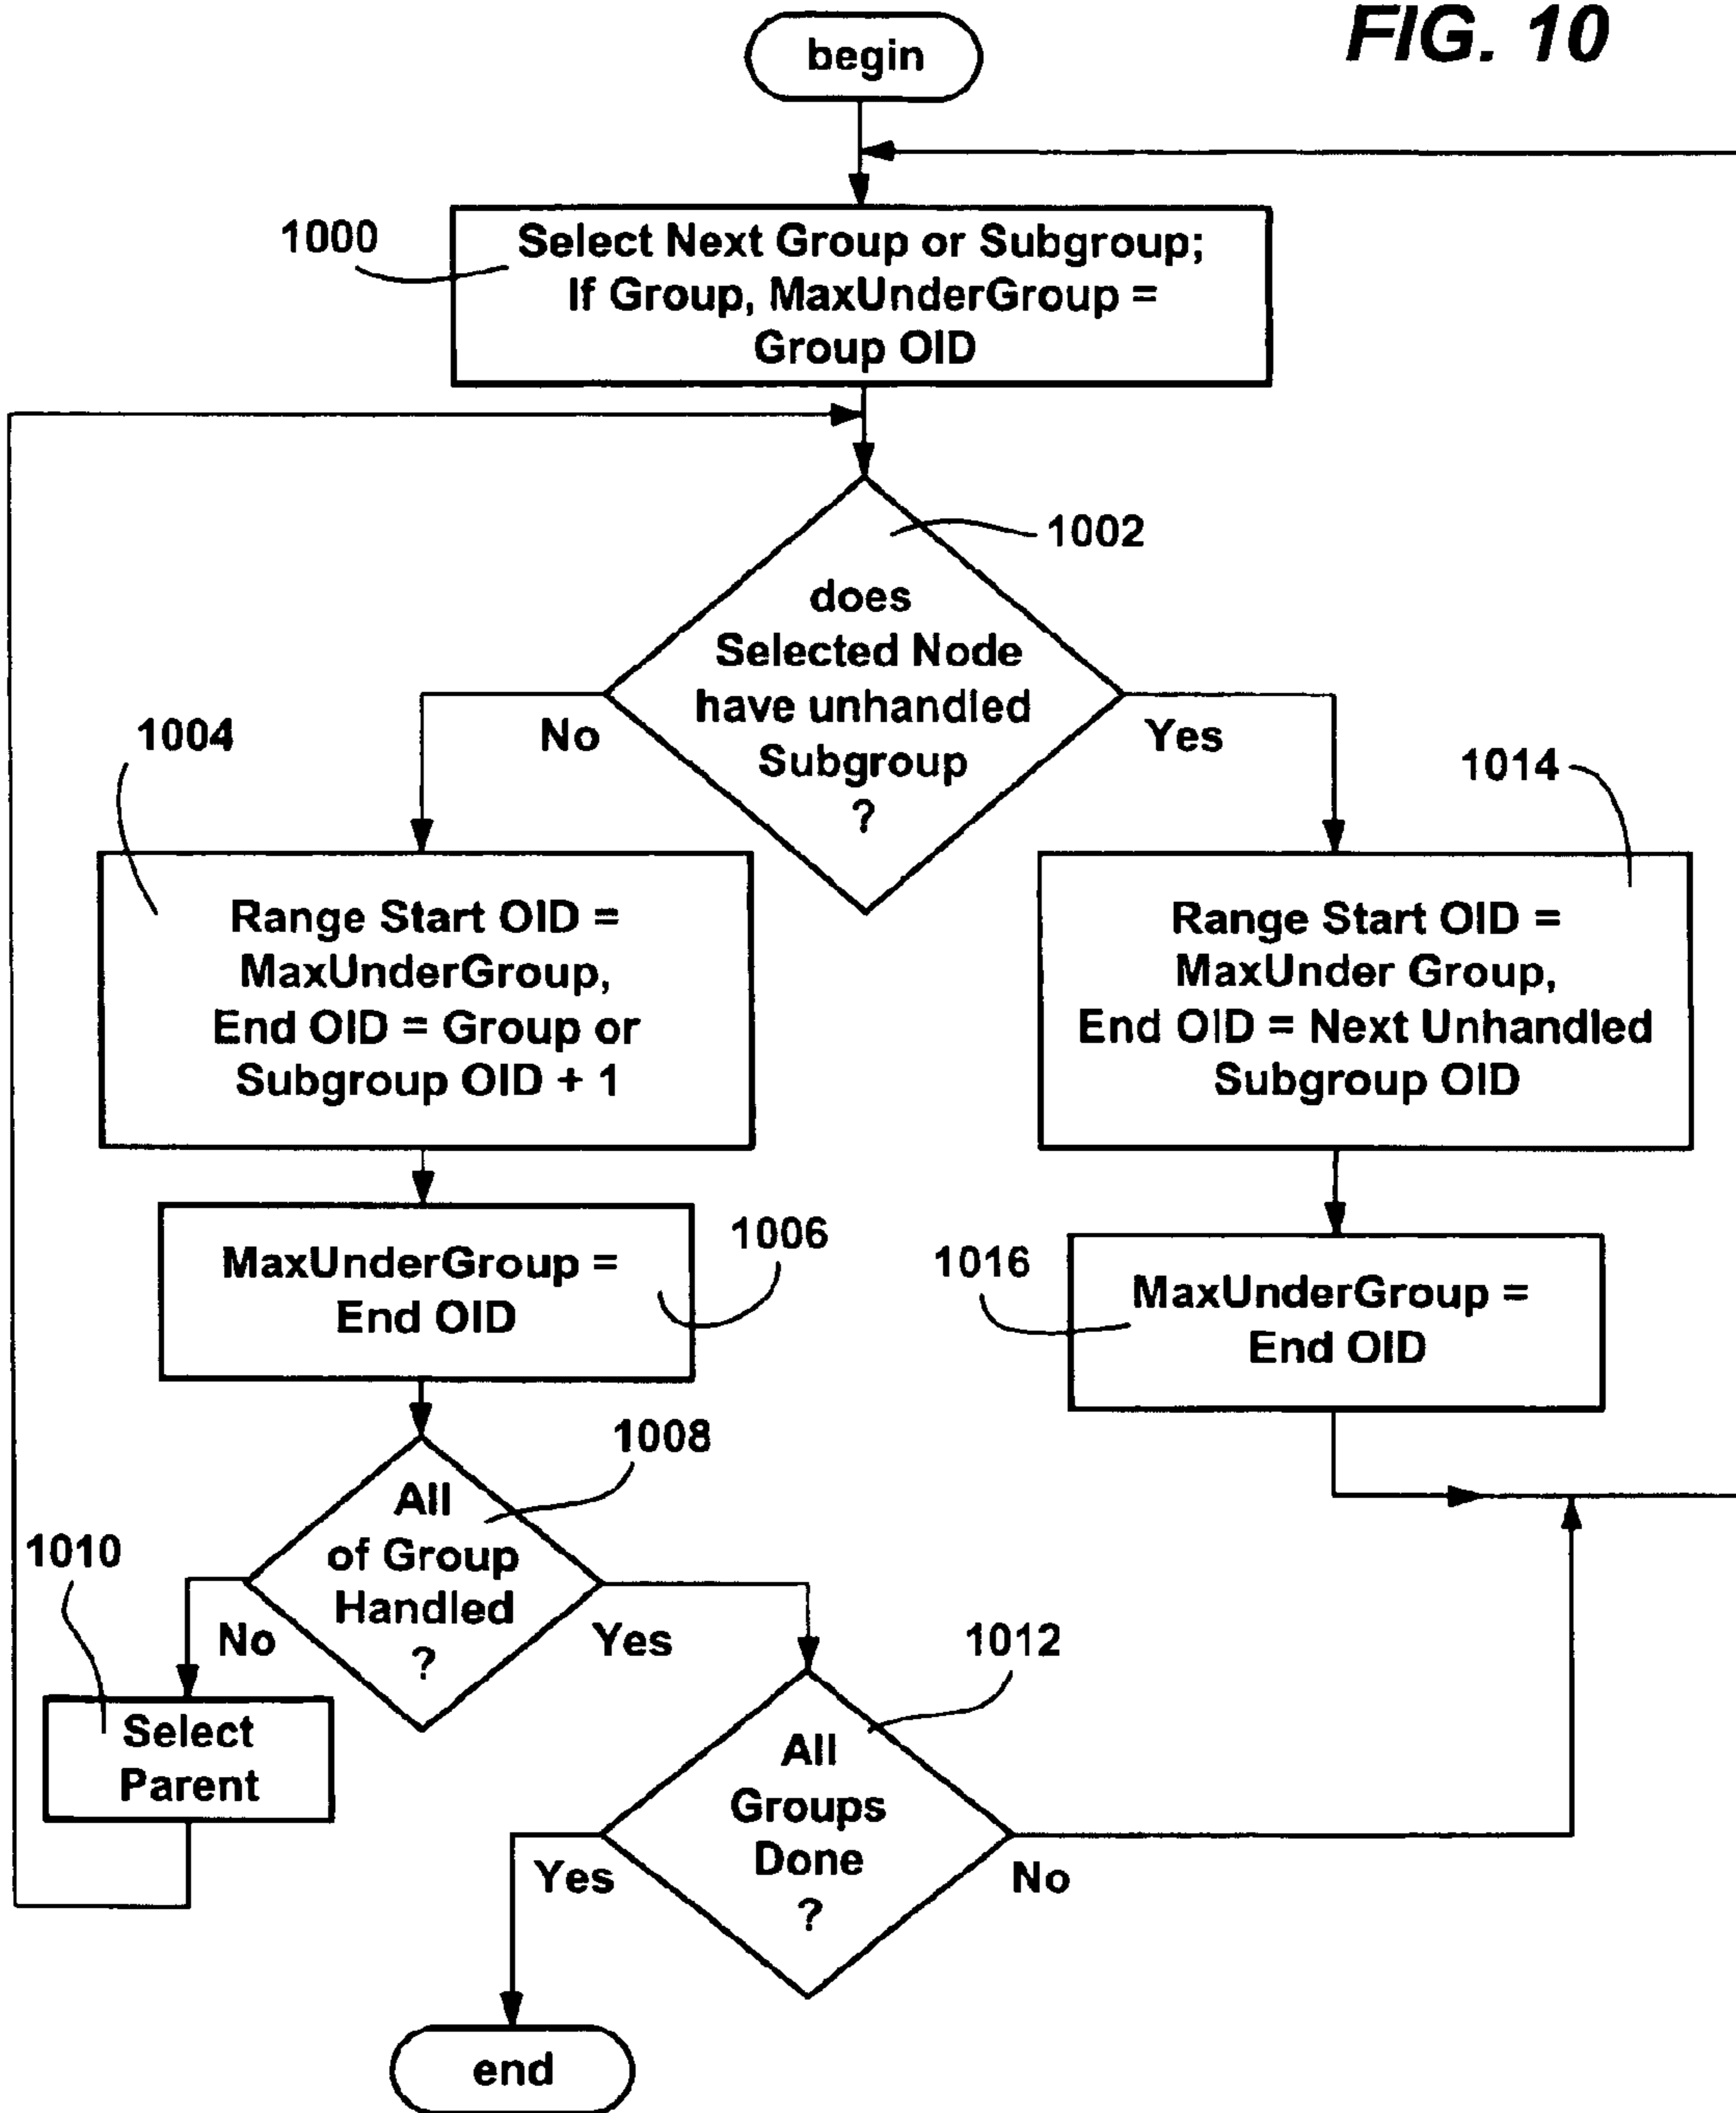 FIG. 10
begin
1000
Select Next Group or Subgroup;
If Group, MaxUnderGroup =
Group OID
1002
does
Selected Node
have unhandled
Subgroup
?
No
Yes
1004
Range Start OID =
MaxUnderGroup,
End OID = Group or
Subgroup OID + 1
1014
Range Start OID =
MaxUnder Group,
End OID = Next Unhandled
Subgroup OID
1006
MaxUnderGroup =
End OID
1016
MaxUnderGroup =
End OID
1008
All
of Group
Handled
?
No
Yes
1010
Select
Parent
1012
All
Groups
Done
?
Yes
No
end